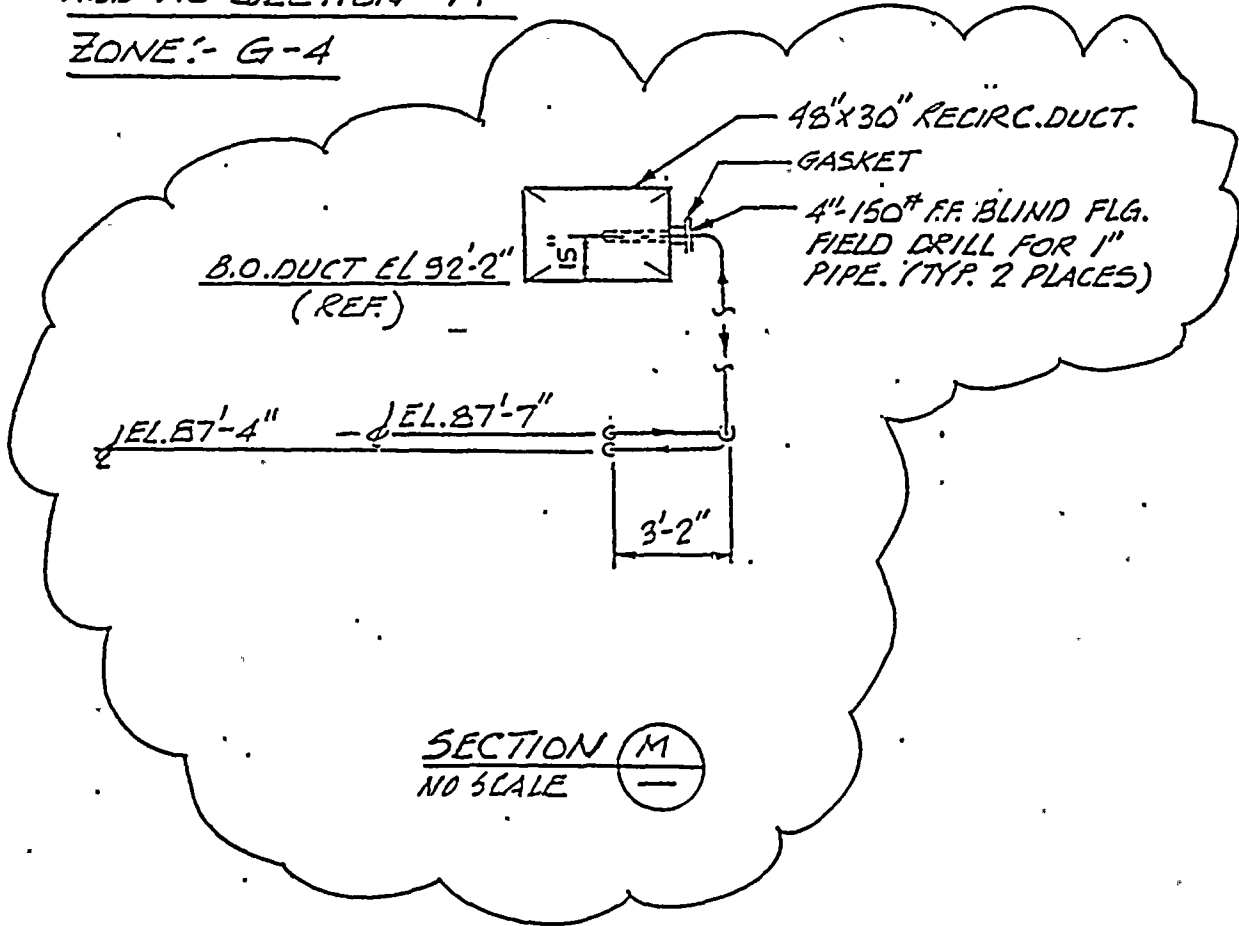 ZONE:- G-4
48"X30" RECIRC. DUCT.
GASKET
4"-150# F.F. BLIND FLG.
FIELD DRILL FOR 1"
PIPE. (TYP. 2 PLACES)
15"
B.O. DUCT EL 92'-2"
(REF.)
EL. 87'-4"
EL. 87'-7"
3'-2"
SECTION M
NO SCALE